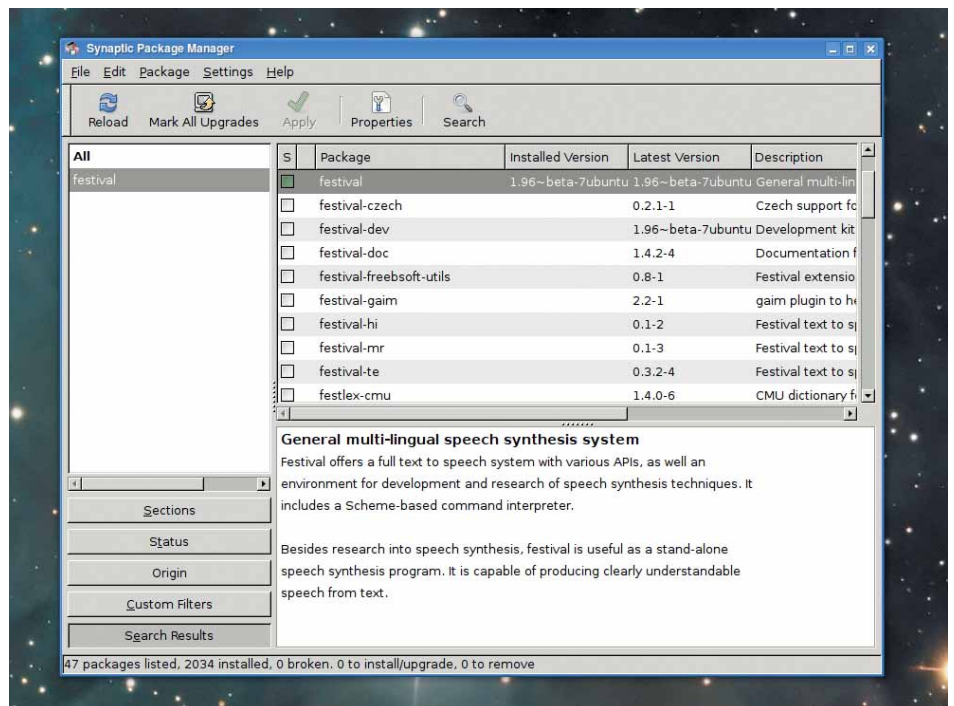 Synaptic Package Manager
File Edit Package Settings Help
Reload Mark All Upgrades Apply Properties Search
All
festival
S Package Installed Version Latest Version Description
festival 1.96~beta-7ubuntu 1.96~beta-7ubuntu General multi-lin
festival-czech 0.2.1-1 Czech support fo
festival-dev 1.96~beta-7ubuntu Development kit
festival-doc 1.4.2-4 Documentation f
festival-freebsoft-utils 0.8-1 Festival extensio
festival-gaim 2.2-1 gaim plugin to he
festival-hi 0.1-2 Festival text to sp
festival-mr 0.1-3 Festival text to sp
festival-te 0.3.2-4 Festival text to sp
festlex-cmu 1.4.0-6 CMU dictionary fo
General multi-lingual speech synthesis system
Festival offers a full text to speech system with various APIs, as well an
environment for development and research of speech synthesis techniques. It
includes a Scheme-based command interpreter.
Besides research into speech synthesis, festival is useful as a stand-alone
speech synthesis program. It is capable of producing clearly understandable
speech from text.
Sections
Status
Origin
Custom Filters
Search Results
47 packages listed, 2034 installed, 0 broken. 0 to install/upgrade, 0 to remove